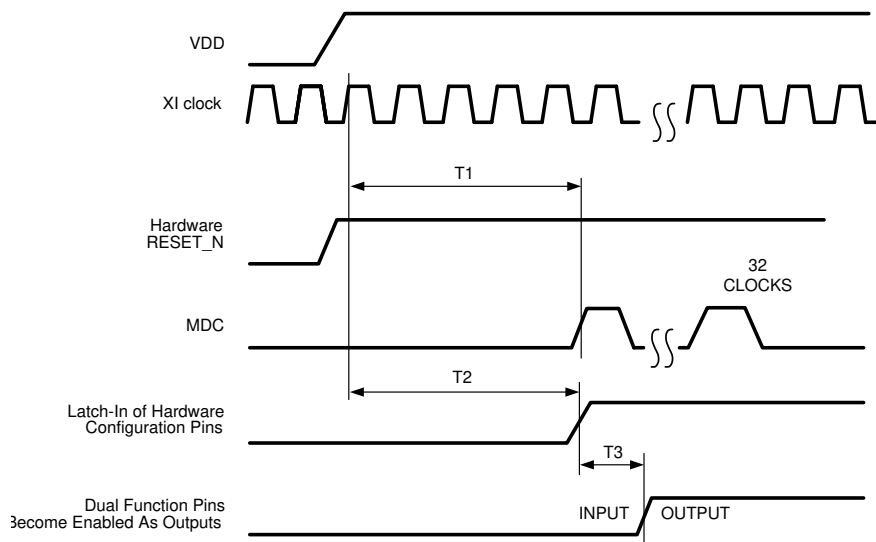 VDD
XI clock
T1
Hardware
RESET_N
32
CLOCKS
MDC
T2
Latch-In of Hardware
Configuration Pins
T3
Dual Function Pins
Become Enabled As Outputs
INPUT
OUTPUT